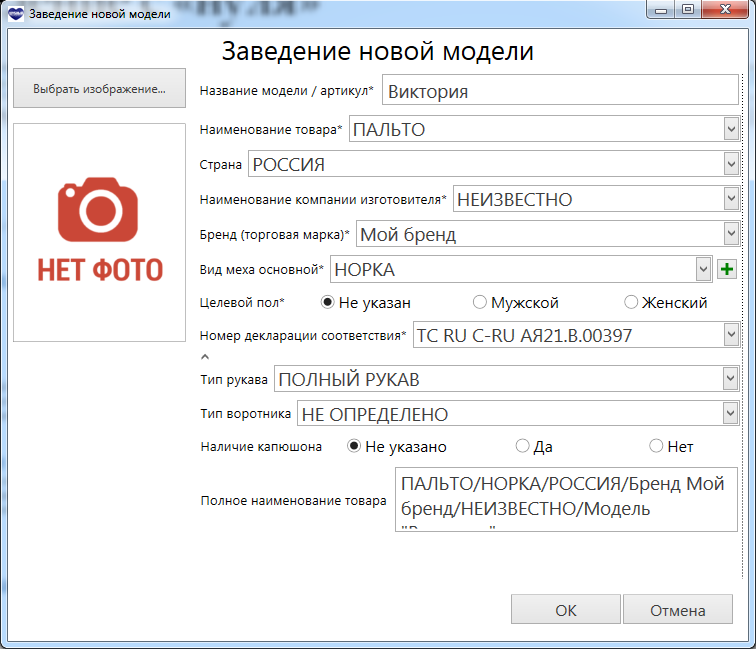 Заведение новой модели
Заведение новой модели
Выбрать изображение...
НЕТ ФОТО
Название модели / артикул* Виктория
Наименование товара* ПАЛЬТО
Страна РОССИЯ
Наименование компании изготовителя* НЕИЗВЕСТНО
Бренд (торговая марка)* Мой бренд
Вид меха основной* НОРКА
Целевой пол* Не указан Мужской Женский
Номер декларации соответствия* ТС RU С-RU АЯ21.В.00397
Тип рукава ПОЛНЫЙ РУКАВ
Тип воротника НЕ ОПРЕДЕЛЕНО
Наличие капюшона Не указано Да Нет
Полное наименование товара
ПАЛЬТО/НОРКА/РОССИЯ/Бренд Мой
бренд/НЕИЗВЕСТНО/Модель
ОК Отмена